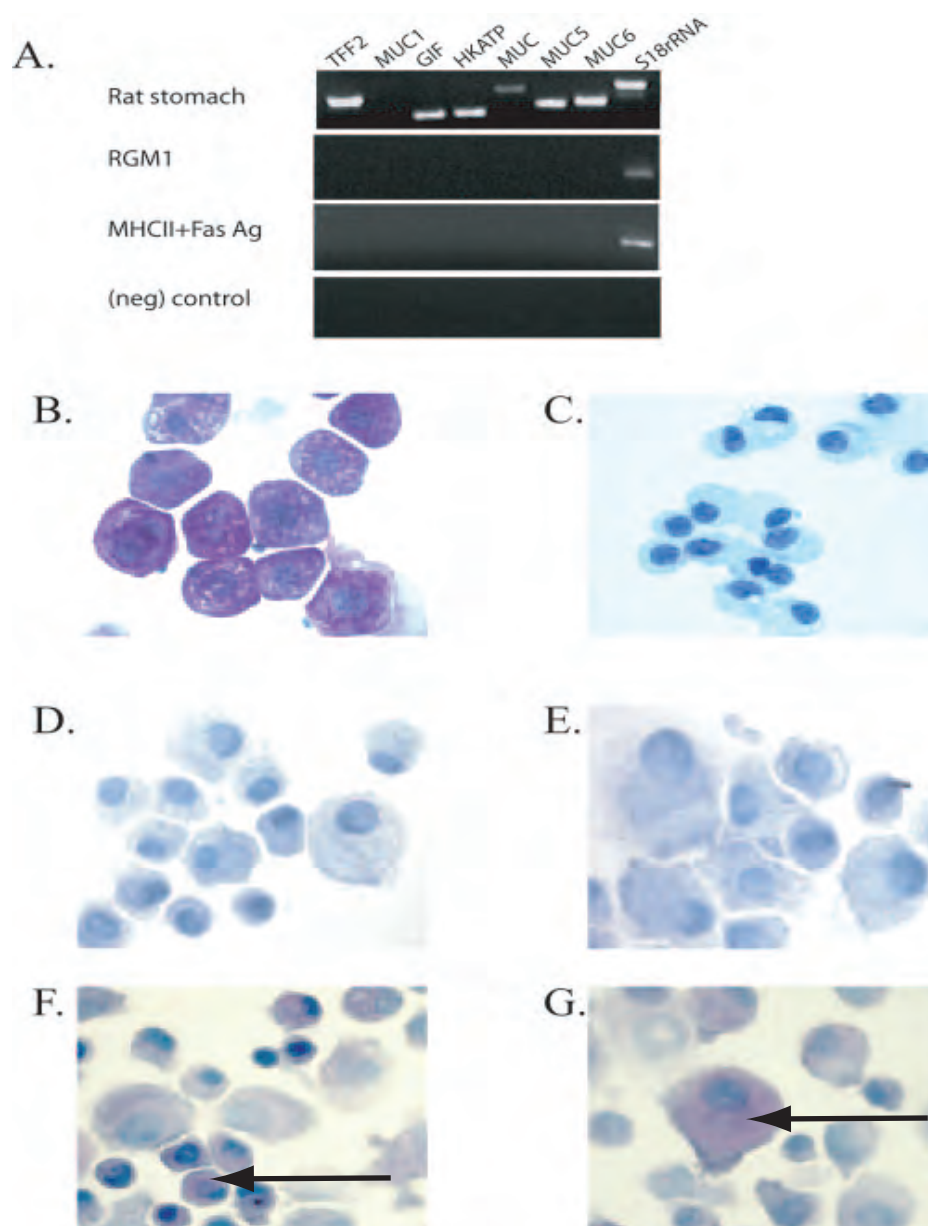 A.
TFF2 MUC1 GIF HKATP MUC MUC5 MUC6 S18rRNA
Rat stomach
RGM1
MHCII+Fas Ag
(neg) control
B. C.
D. E.
F. G.